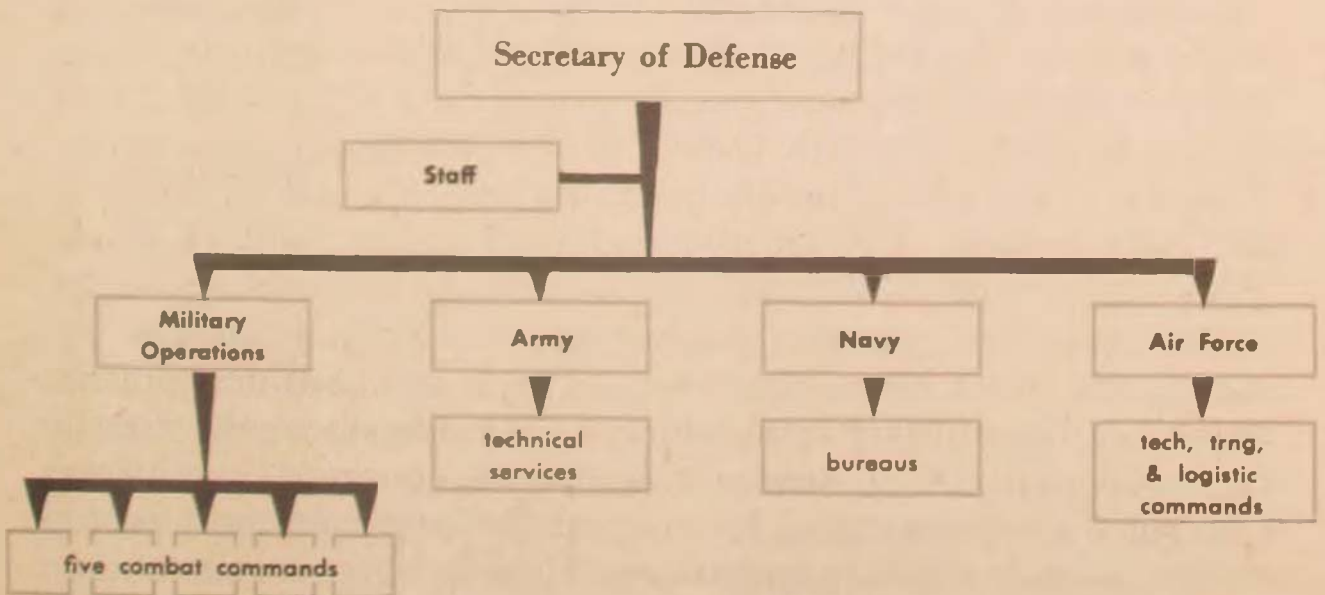 Secretary of Defense
Staff
Military
Operations
Army
Navy
Air Force
technical
services
bureaus
tech, trng,
& logistic
commands
five combat commands